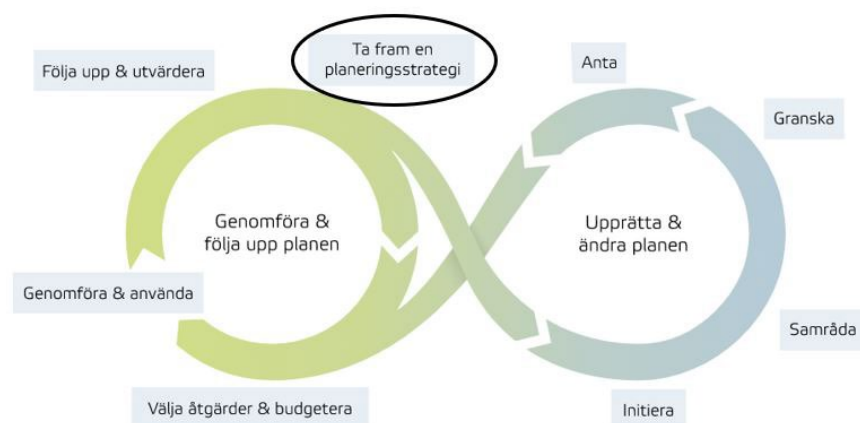 Ta fram en
planeringsstrategi
Följa upp & utvärdera
Anta
Granska
Genomföra &
följa upp planen
Upprätta &
ändra planen
Genomföra & använda
Samråda
Välja åtgärder & budgetera
Initiera